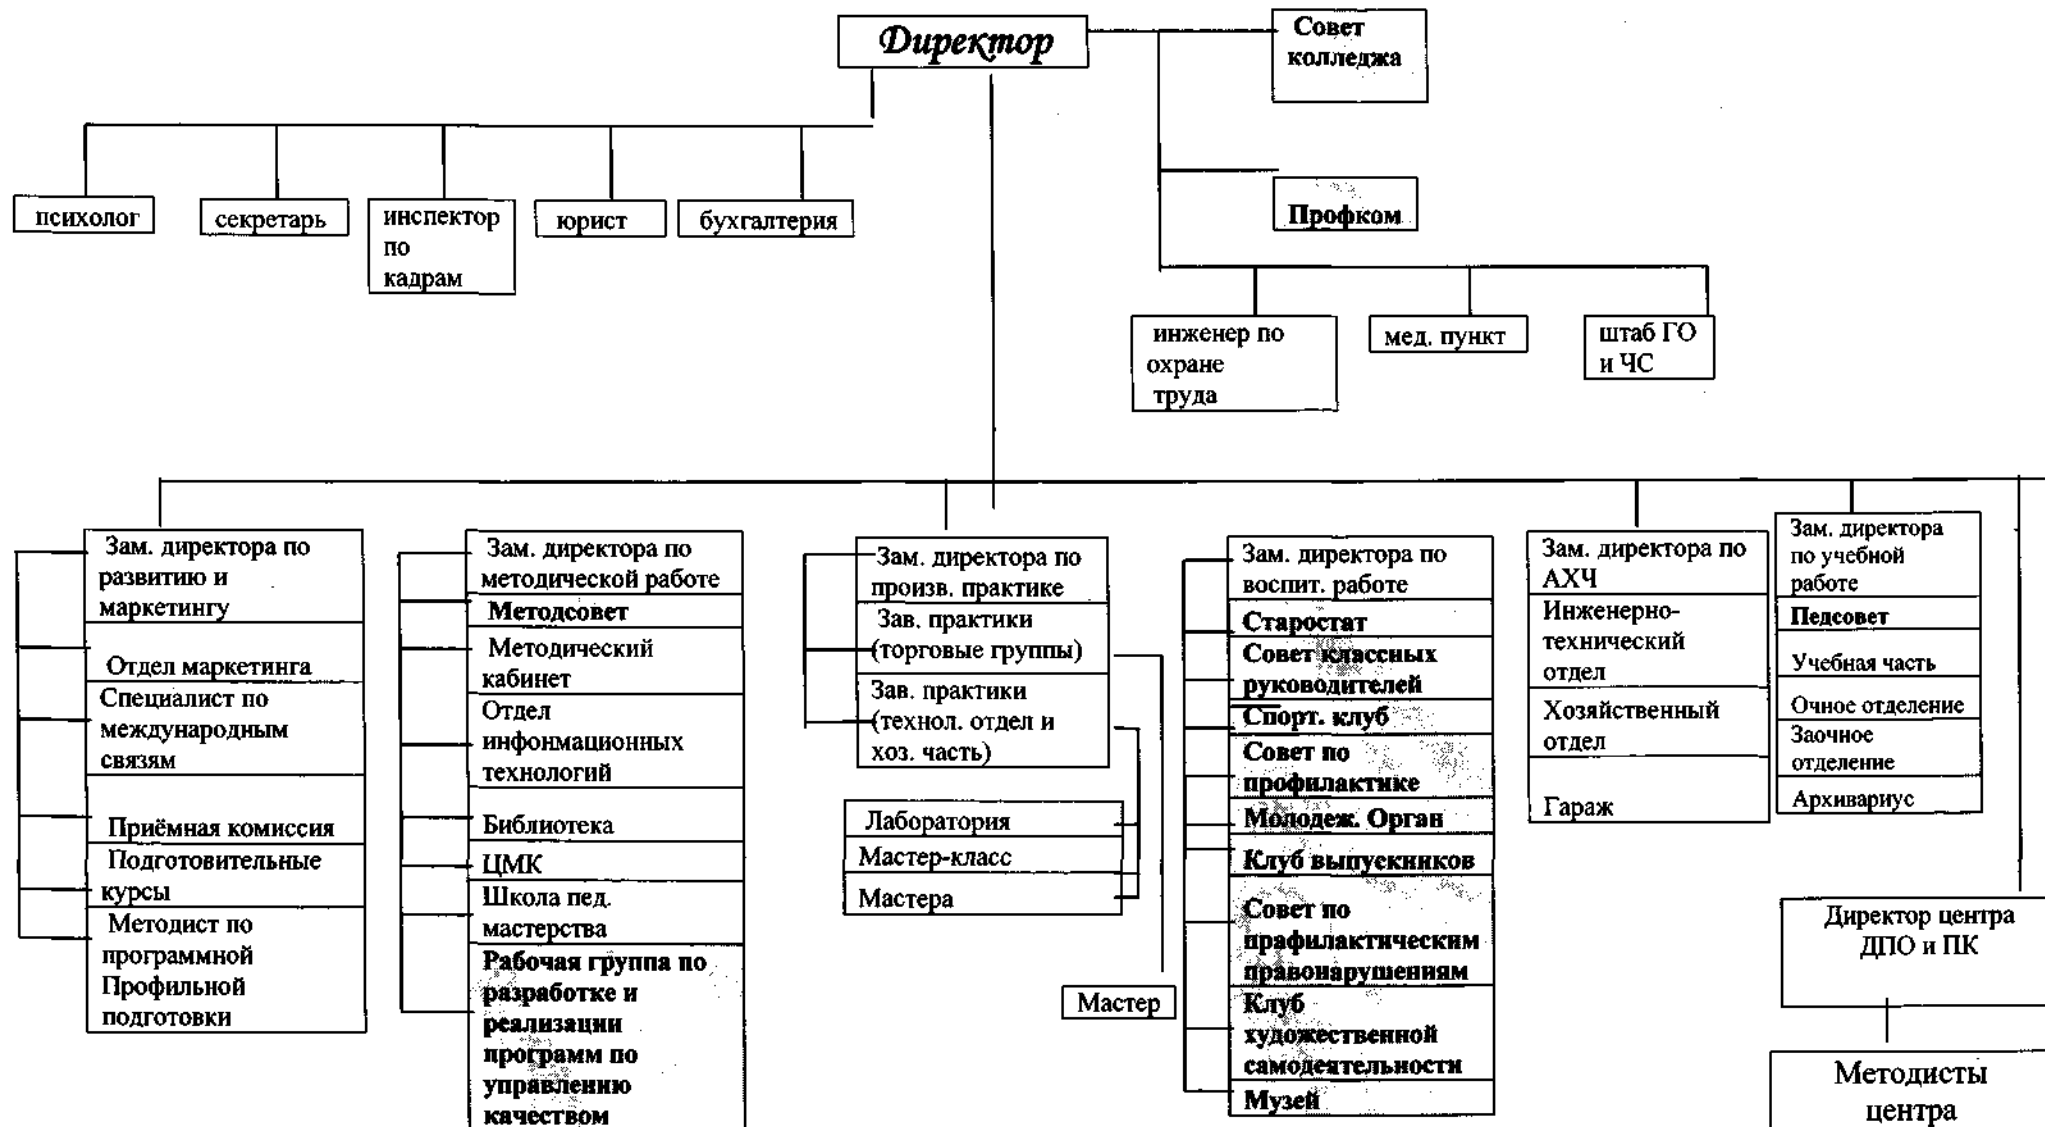 Директор
Совет
колледжа
Профком
психолог
секретарь
инспектор
по
кадрам
юрист
бухгалтерия
инженер по
охране
труда
мед. пункт
штаб ГО
и ЧС
Зам. директора по
развитию и
маркетингу
Отдел маркетинга
Специалист по
международным
связям
Приёмная комиссия
Подготовительные
курсы
Методист по
программной
Профильной
подготовки
Зам. директора по
методической работе
Методсовет
Методический
кабинет
Отдел
инфонмационных
технологий
Библиотека
ЦМК
Школа пед.
мастерства
Рабочая группа по
разработке и
реализации
программ по
управлению
качеством
Зам. директора по
произв. практике
Зав. практики
(торговые группы)
Зав. практики
(технол. отдел и
хоз. часть)
Лаборатория
Мастер-класс
Мастера
Мастер
Зам. директора по
воспит. работе
Старостат
Совет классных
руководителей
Спорт. клуб
Совет по
профилактике
Молодеж. Орган
Клуб выпускников
Совет по
прафилактическим
правонарушениям
Клуб
художественной
самодеятельности
Музей
Зам. директора по
АХЧ
Инженерно-
технический
отдел
Хозяйственный
отдел
Гараж
Зам. директора
по учебной
работе
Педсовет
Учебная часть
Очное отделение
Заочное
отделение
Архивариус
Директор центра
ДПО и ПК
Методисты
центра